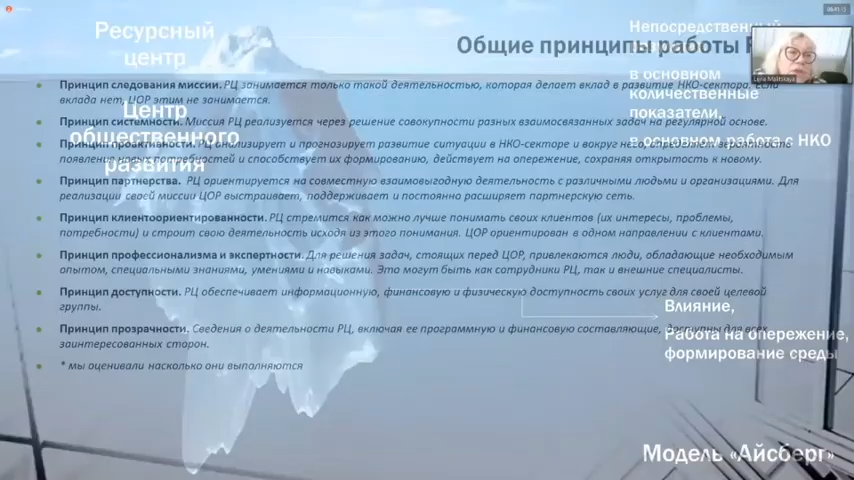 Ресурсный
центр
Центр
общественного
развития
Непосредственный
в основном
количественные
показатели,
в основном работа с НКО
Общие принципы работы
Принцип следования миссии. РЦ занимается только такой деятельностью, которая делает вклад в развитие НКО-сектора. Если
вклада нет, ЦОР этим не занимается.
Принцип системности. Миссия РЦ реализуется через решение совокупности разных взаимосвязанных задач на регулярной основе.
Принцип проактивности. РЦ анализирует и прогнозирует развитие ситуации в НКО-секторе и вокруг него, определяет вероятность
появления новых потребностей и способствует их формированию, действует на опережение, сохраняя открытость к новому.
Принцип партнерства. РЦ ориентируется на совместную взаимовыгодную деятельность с различными людьми и организациями. Для
реализации своей миссии ЦОР выстраивает, поддерживает и постоянно расширяет партнерскую сеть.
Принцип клиентоориентированности. РЦ стремится как можно лучше понимать своих клиентов (их интересы, проблемы,
потребности) и строит свою деятельность исходя из этого понимания. ЦОР ориентирован в одном направлении с клиентами.
Принцип профессионализма и экспертности. Для решения задач, стоящих перед ЦОР, привлекаются люди, обладающие необходимым
опытом, специальными знаниями, умениями и навыками. Это могут быть как сотрудники РЦ, так и внешние специалисты.
Принцип доступности. РЦ обеспечивает информационную, финансовую и физическую доступность своих услуг для своей целевой
группы.
Принцип прозрачности. Сведения о деятельности РЦ, включая ее программную и финансовую составляющие, доступны для всех
заинтересованных сторон.
* мы оценивали насколько они выполняются
Влияние,
Работа на опережение,
формирование среды
Модель «Айсберг»